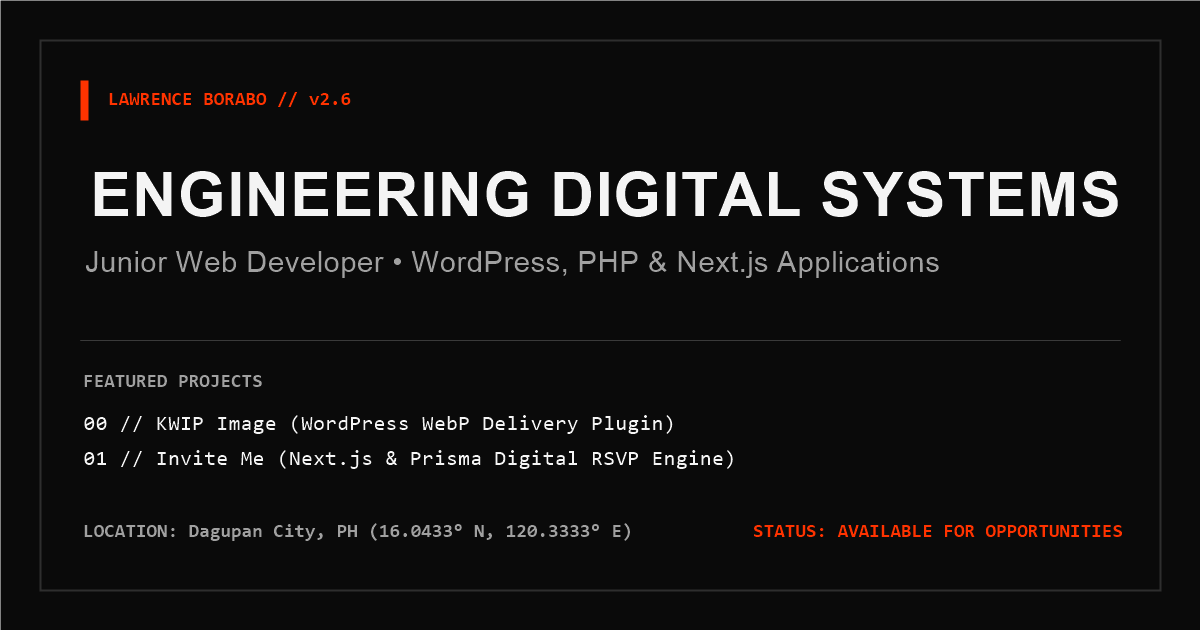 LAWRENCE BORABO // v2.6
ENGINEERING DIGITAL SYSTEMS
Junior Web Developer • WordPress, PHP & Next.js Applications
FEATURED PROJECTS
00 // KWIP Image (WordPress WebP Delivery Plugin)
01 // Invite Me (Next.js & Prisma Digital RSVP Engine)
LOCATION: Dagupan City, PH (16.0433° N, 120.3333° E)
STATUS: AVAILABLE FOR OPPORTUNITIES